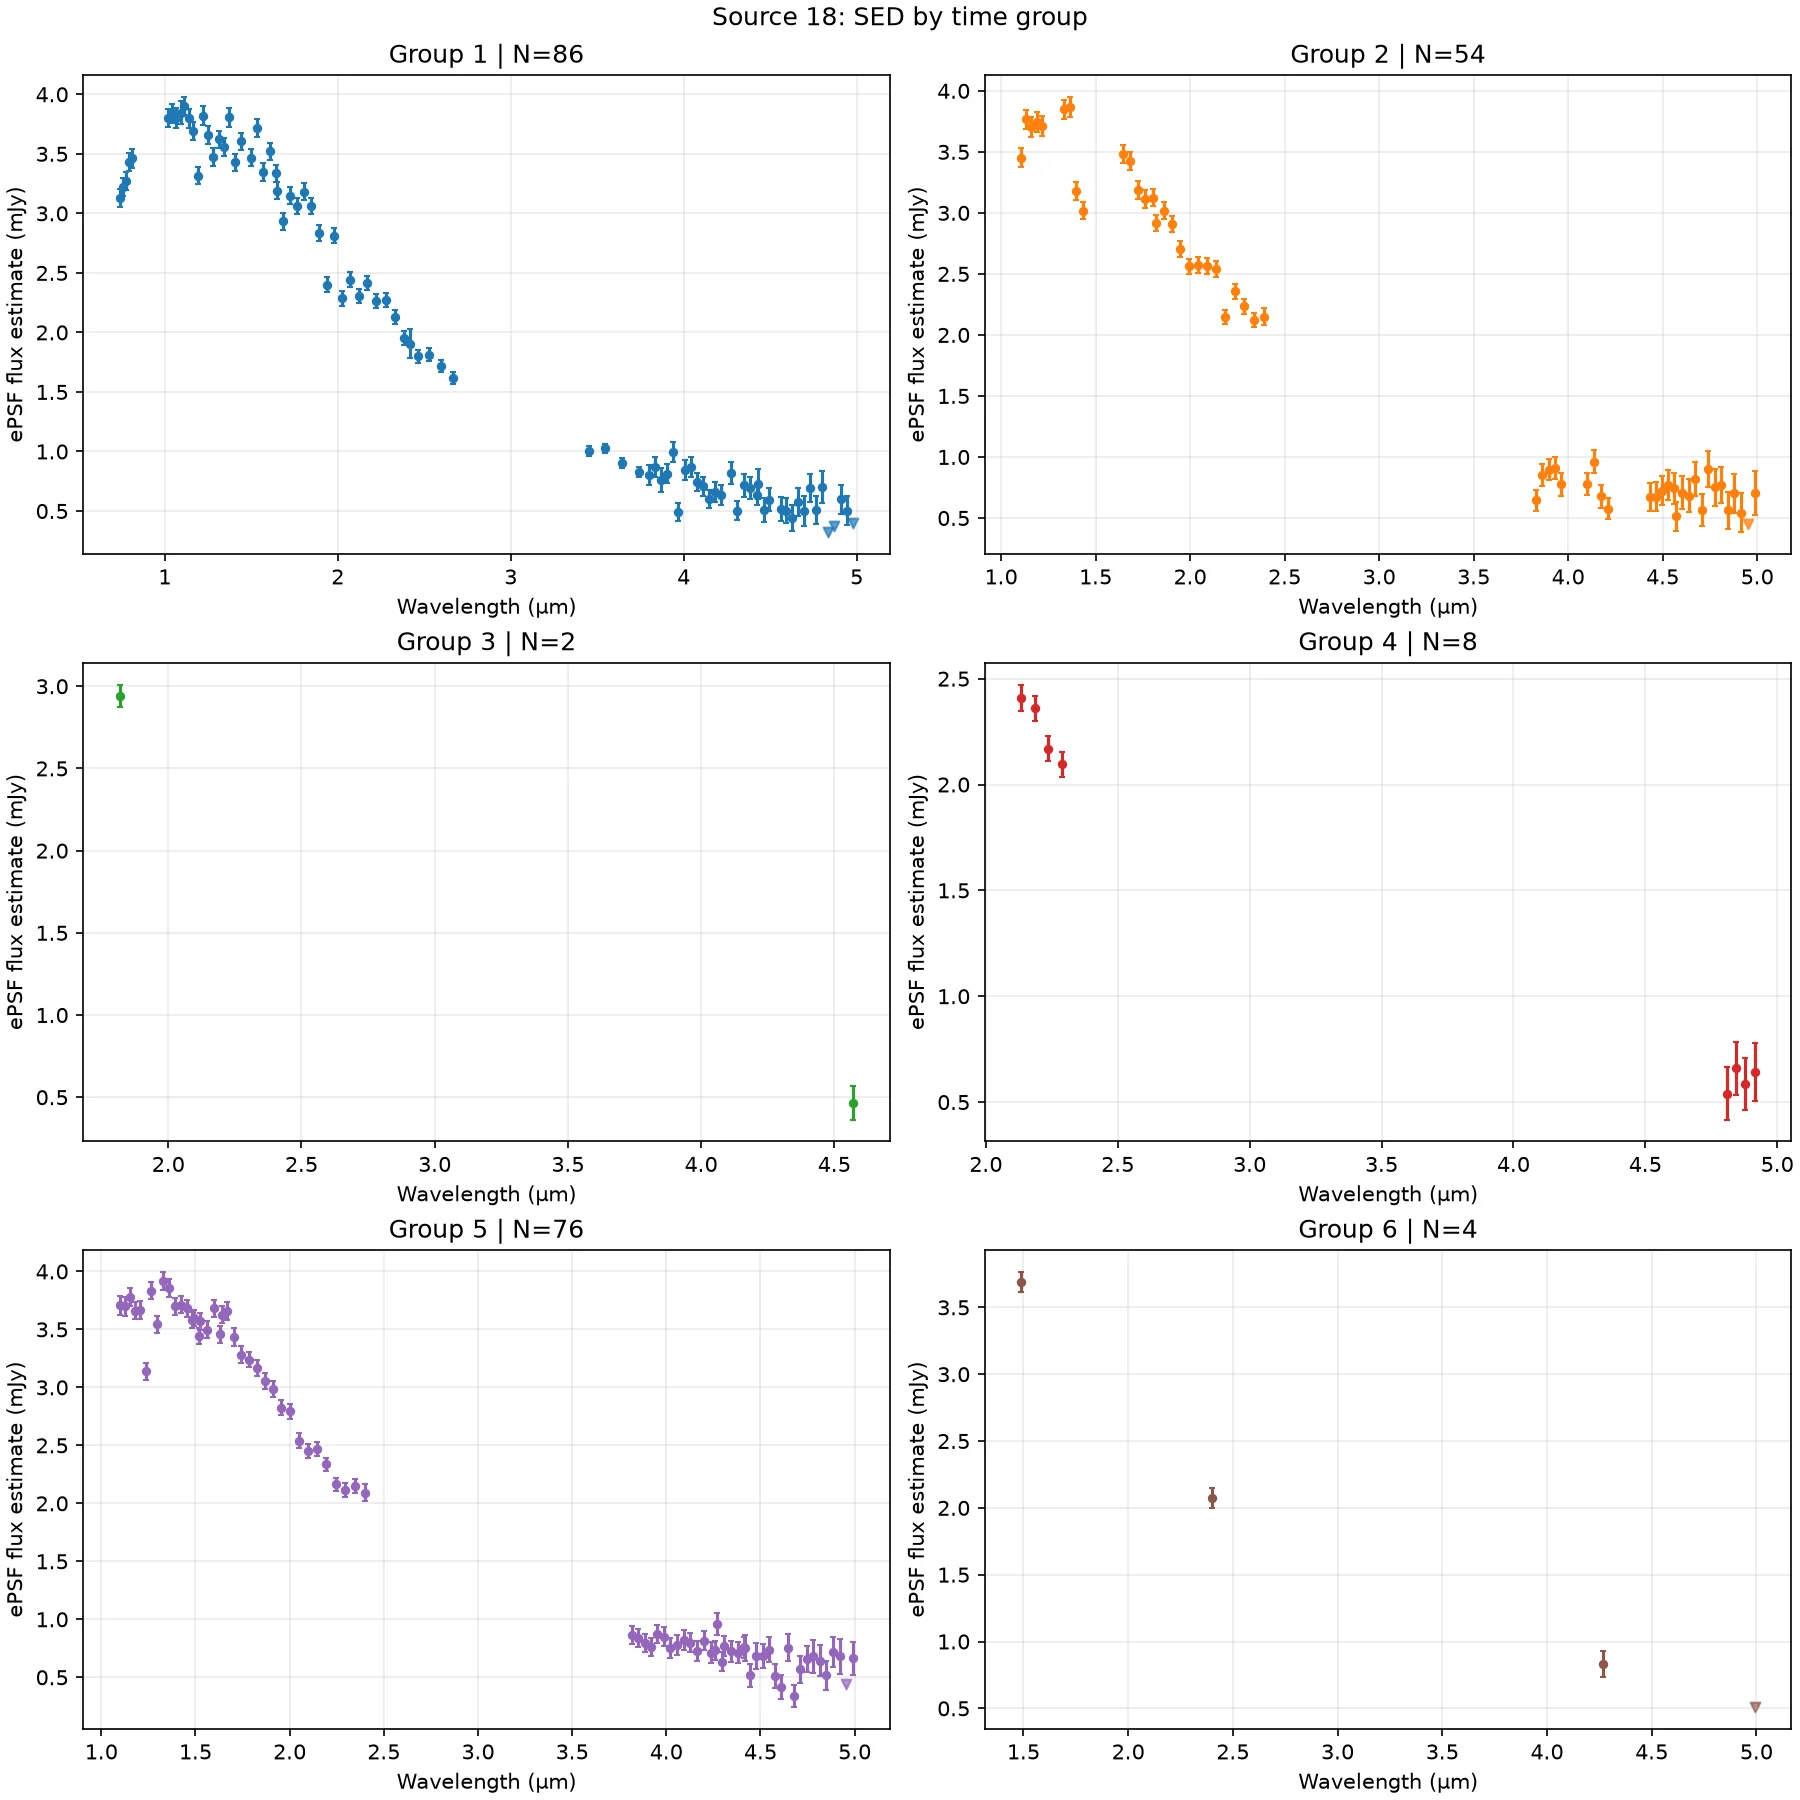 Source 18: SED by time group
Group 1 | N=86
4.0
3.5
3.0
2.5
2.0
1.5
1.0
0.5
ePSF flux estimate (mJy)
1 2 3 4 5
Wavelength (μm)
Group 2 | N=54
4.0
3.5
3.0
2.5
2.0
1.5
1.0
0.5
ePSF flux estimate (mJy)
1.0 1.5 2.0 2.5 3.0 3.5 4.0 4.5 5.0
Wavelength (μm)
Group 3 | N=2
3.0
2.5
2.0
1.5
1.0
0.5
ePSF flux estimate (mJy)
2.0 2.5 3.0 3.5 4.0 4.5
Wavelength (μm)
Group 4 | N=8
2.5
2.0
1.5
1.0
0.5
ePSF flux estimate (mJy)
2.0 2.5 3.0 3.5 4.0 4.5 5.0
Wavelength (μm)
Group 5 | N=76
4.0
3.5
3.0
2.5
2.0
1.5
1.0
0.5
ePSF flux estimate (mJy)
1.0 1.5 2.0 2.5 3.0 3.5 4.0 4.5 5.0
Wavelength (μm)
Group 6 | N=4
3.5
3.0
2.5
2.0
1.5
1.0
0.5
ePSF flux estimate (mJy)
1.5 2.0 2.5 3.0 3.5 4.0 4.5 5.0
Wavelength (μm)